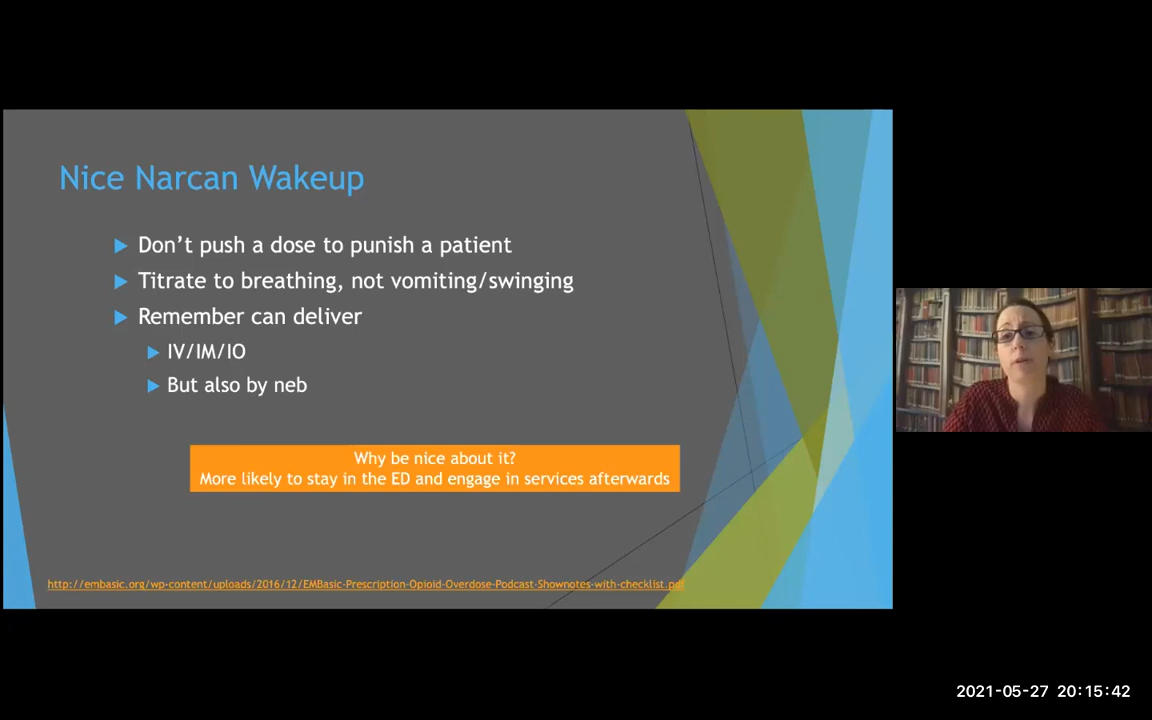 Nice Narcan Wakeup
Don’t push a dose to punish a patient
Titrate to breathing, not vomiting/swinging
Remember can deliver
IV/IM/IO
But also by neb
Why be nice about it?
More likely to stay in the ED and engage in services afterwards
http://embasic.org/wp-content/uploads/2016/12/EMBasic-Prescription-Opioid-Overdose-Podcast-Shownotes-with-checklist.pdf
2021-05-27 20:15:42